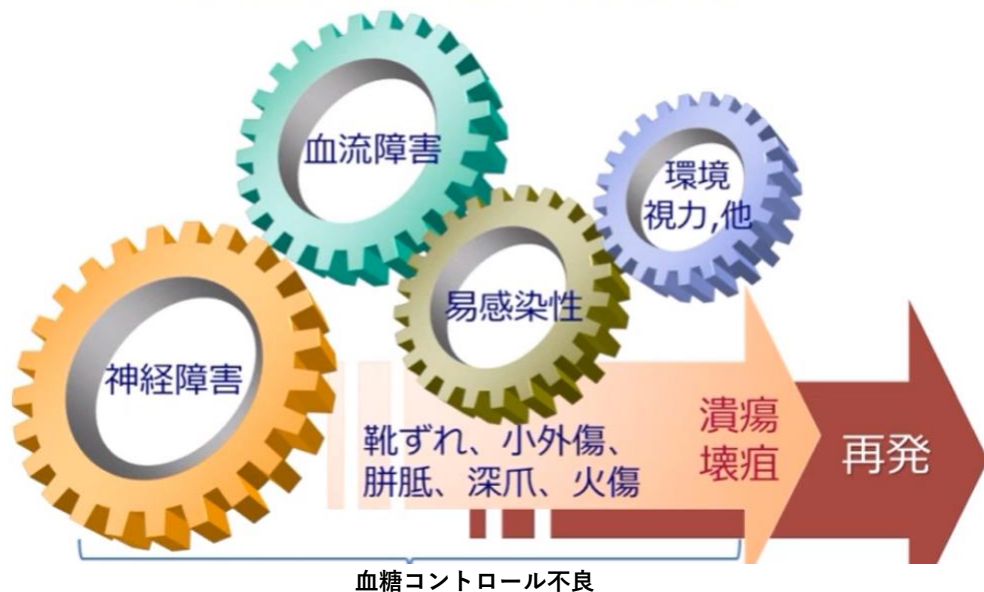 血流障害
環境
視力,他
易感染性
神経障害
靴ずれ、小外傷、
胼胝、深爪、火傷
潰瘍
壊疽
再発
血糖コントロール不良